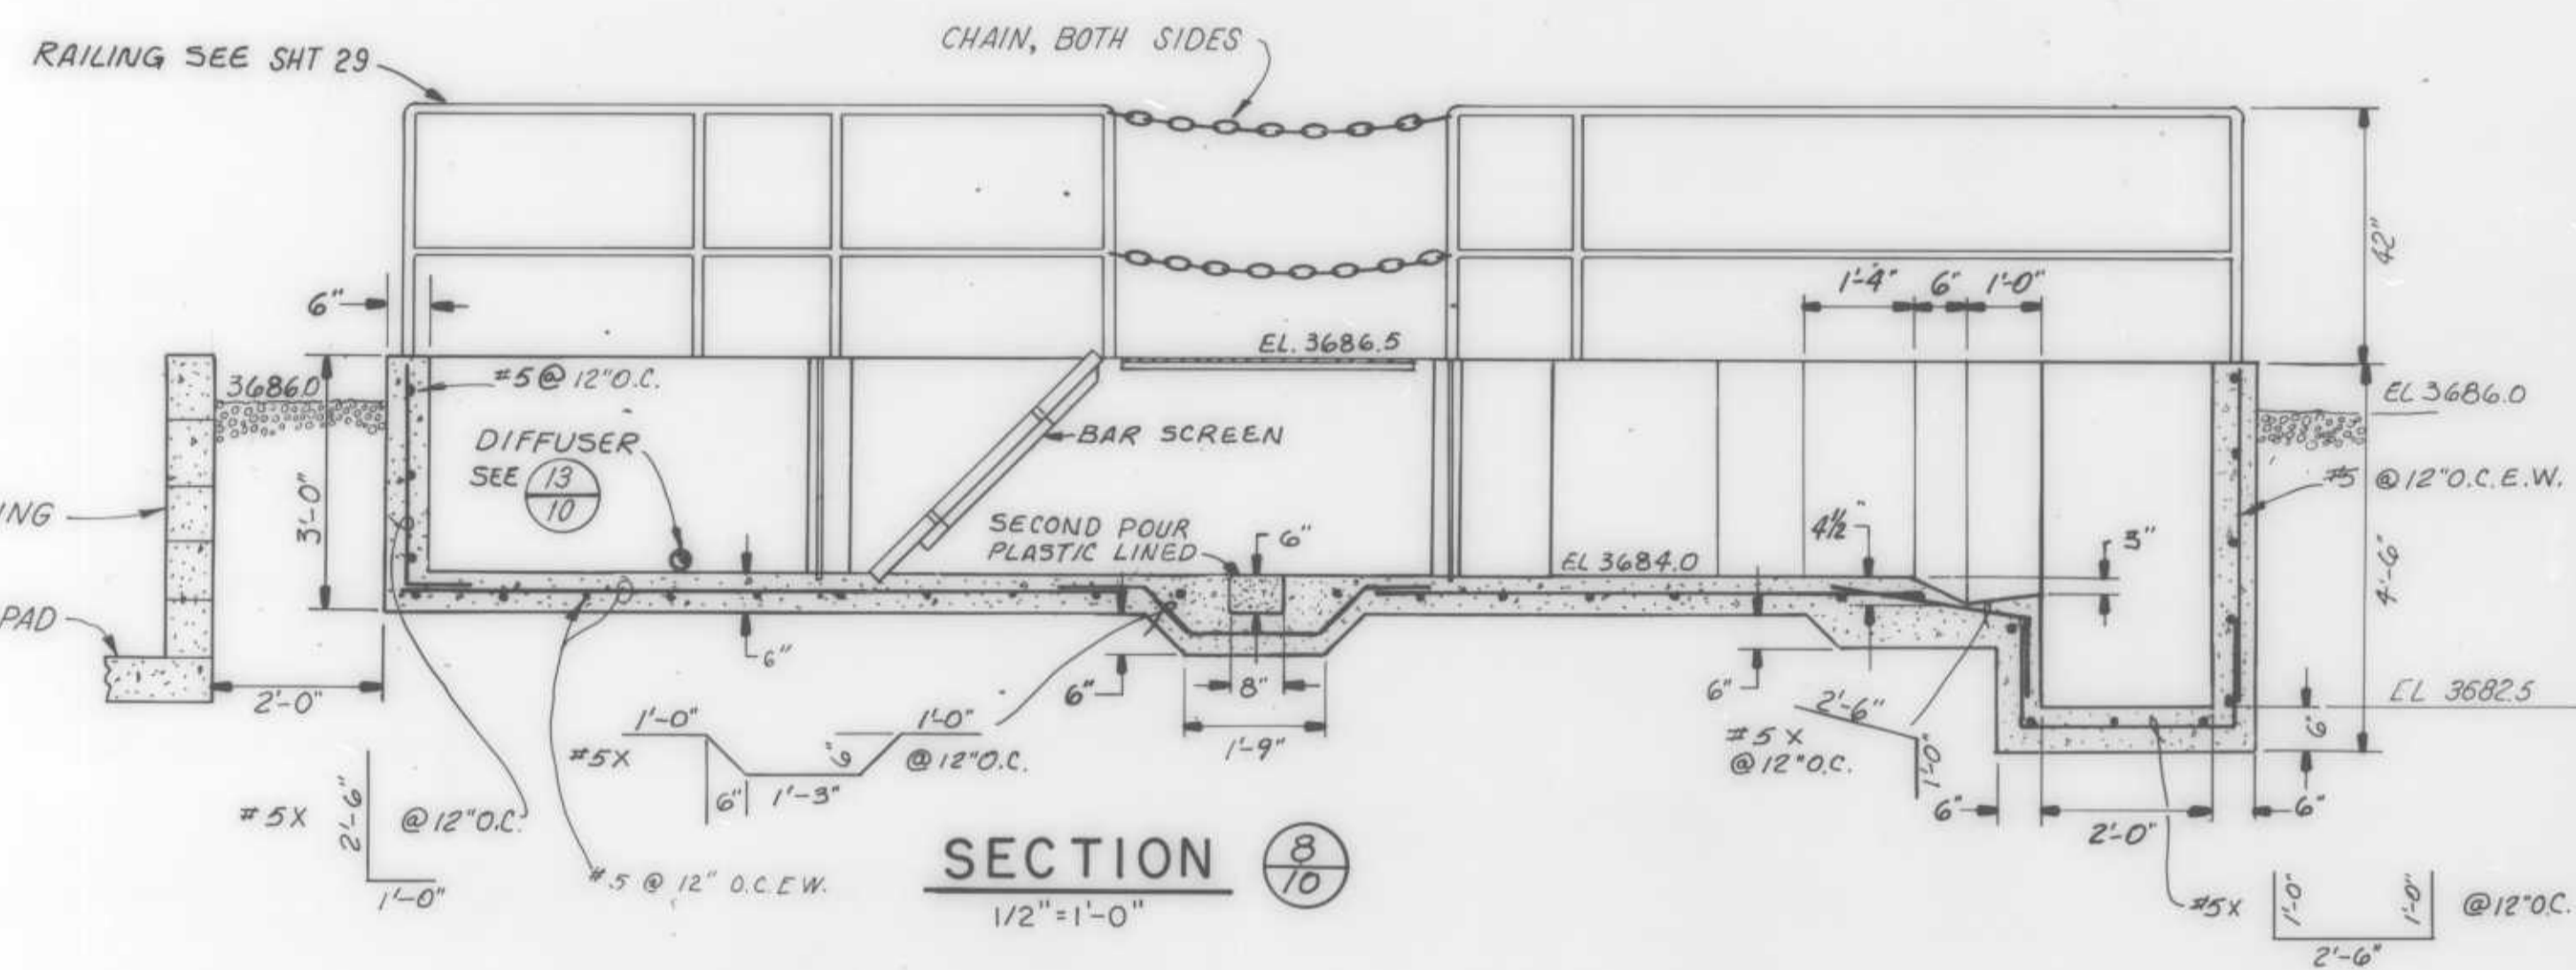 RAILING SEE SHT 29
CHAIN, BOTH SIDES
42"
1'-4"
6"
1'-0"
6"
EL. 3686.5
3686.0
#5 @ 12"O.C.
EL 3686.0
DIFFUSER
SEE 13
10
BAR SCREEN
#5 @ 12"O.C.E.W.
3'-0"
ING
SECOND POUR
PLASTIC LINED
6"
EL 3684.0
4½"
3"
4'-6"
PAD
2'-0"
6"
6"
8"
1'-9"
6"
EL 3682.5
6"
1'-0"
1'-0"
#5X
6"
@12"O.C.
6"
1'-3"
2'-6"
#5 X
@12"O.C.
1'-0"
6"
2'-0"
6"
#5X
2'-6"
@12"O.C.
1'-0"
#5 @ 12" O.C.E.W.
SECTION
8
10
1/2"=1'-0"
#5X
1'-0"
1'-0"
@12"O.C.
2'-6"